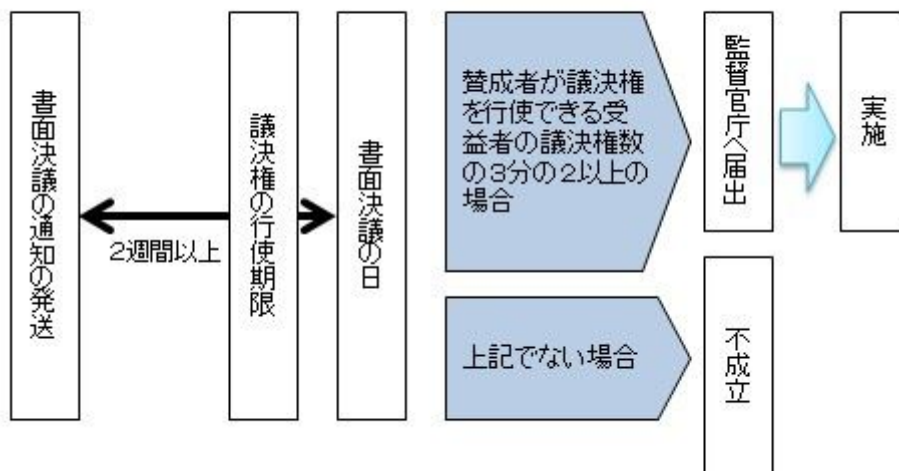 書面決議の通知の発送
2週間以上
議決権の行使期限
書面決議の日
賛成者が議決権
を行使できる受
益者の議決権数
の3分の2以上の
場合
監督官庁へ届出
実施
上記でない場合
不成立